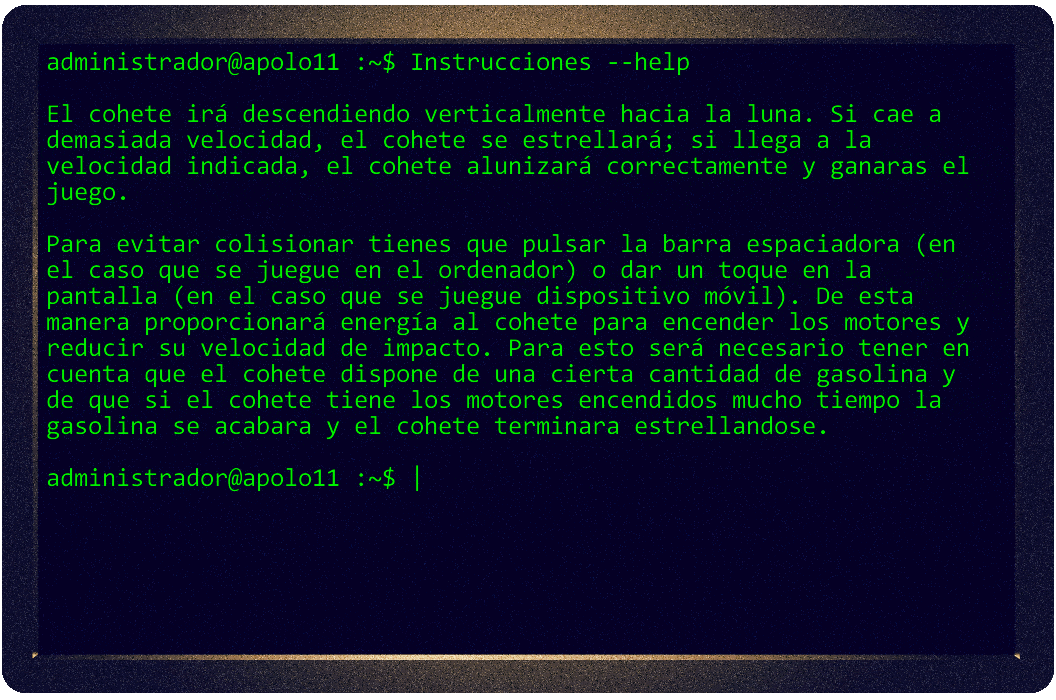 administrador@apolo11 :~$ Instrucciones --help
El cohete irá descendiendo verticalmente hacia la luna. Si cae a
demasiada velocidad, el cohete se estrellará; si llega a la
velocidad indicada, el cohete alunizará correctamente y ganaras el
juego.
Para evitar colisionar tienes que pulsar la barra espaciadora (en
el caso que se juegue en el ordenador) o dar un toque en la
pantalla (en el caso que se juegue dispositivo móvil). De esta
manera proporcionará energía al cohete para encender los motores y
reducir su velocidad de impacto. Para esto será necesario tener en
cuenta que el cohete dispone de una cierta cantidad de gasolina y
de que si el cohete tiene los motores encendidos mucho tiempo la
gasolina se acabara y el cohete terminara estrellandose.
administrador@apolo11 :~$ |